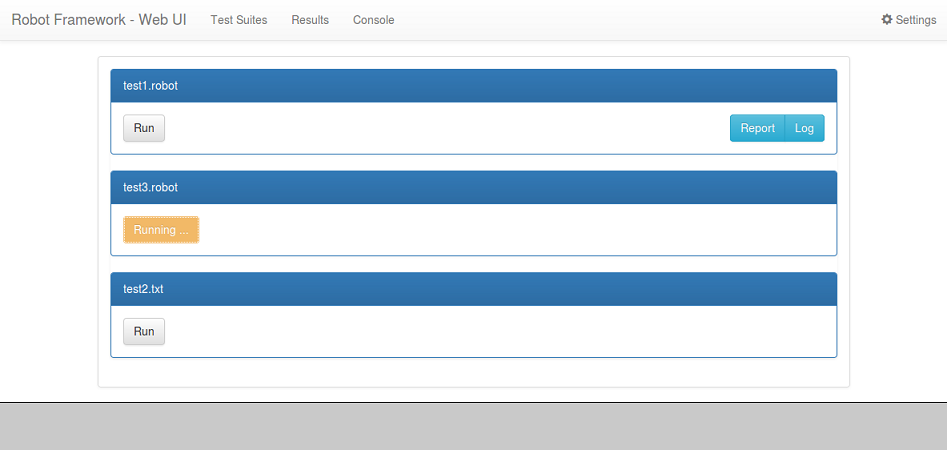 Robot Framework - Web UI Test Suites Results Console Settings
test1.robot
Run Report Log
test3.robot
Running ...
test2.txt
Run